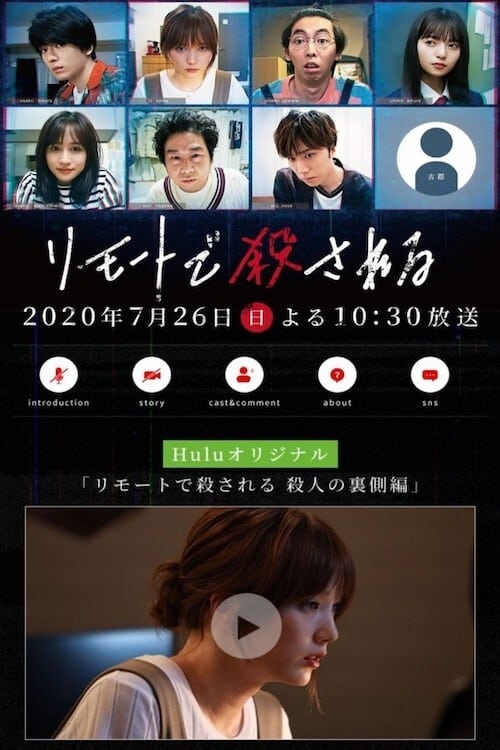 古都
リモートで殺される
2020年7月26日 日 よる10:30放送
introduction
story
cast&comment
about
sns
Huluオリジナル
「リモートで殺される 殺人の裏側編」